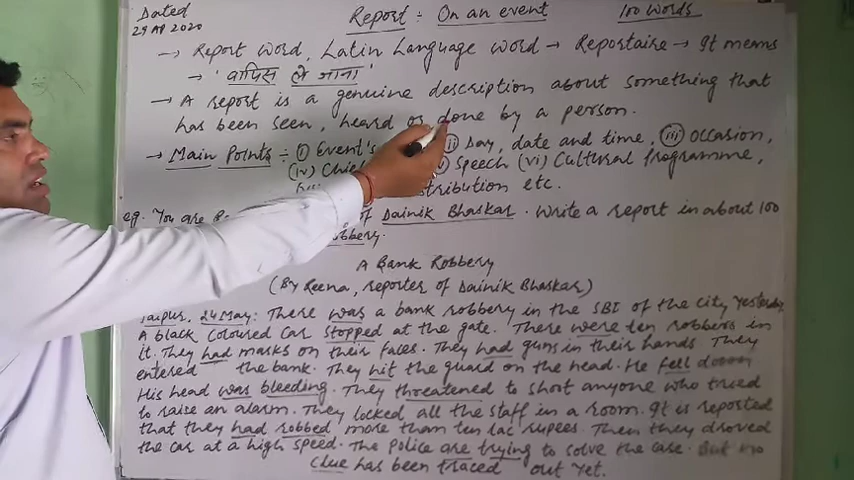 Dated Report :- On an event 100 Words
29 AP 2020
→ Report word, Latin Language word → Reportaire → It means
→ 'वापिस ले जाना'
→ A report is a genuine description about something that
has been seen, heard or done by a person.
→ Main Points :- (i) Event's (ii) Day, date and time, (iii) occasion,
(iv) Chief Speech (vi) Cultural Programme,
distribution etc.
eg. You are of Dainik Bhaskar. Write a report in about 100
A Bank Robbery
(By Reena, reporter of Dainik Bhaskar)
Jaipur, 24 May: There was a bank robbery in the SBI of the city yesterday
A black coloured car stopped at the gate. There were ten robbers in
it. They had masks on their faces. They had guns in their hands They
entered the bank. They hit the guard on the head. He fell down
His head was bleeding. They threatened to shoot anyone who tried
to raise an alarm. They locked all the staff in a room. It is reported
that they had robbed more than ten lac rupees. Then they droved
the car at a high speed. The Police are trying to solve the case. But no
clue has been traced out yet.